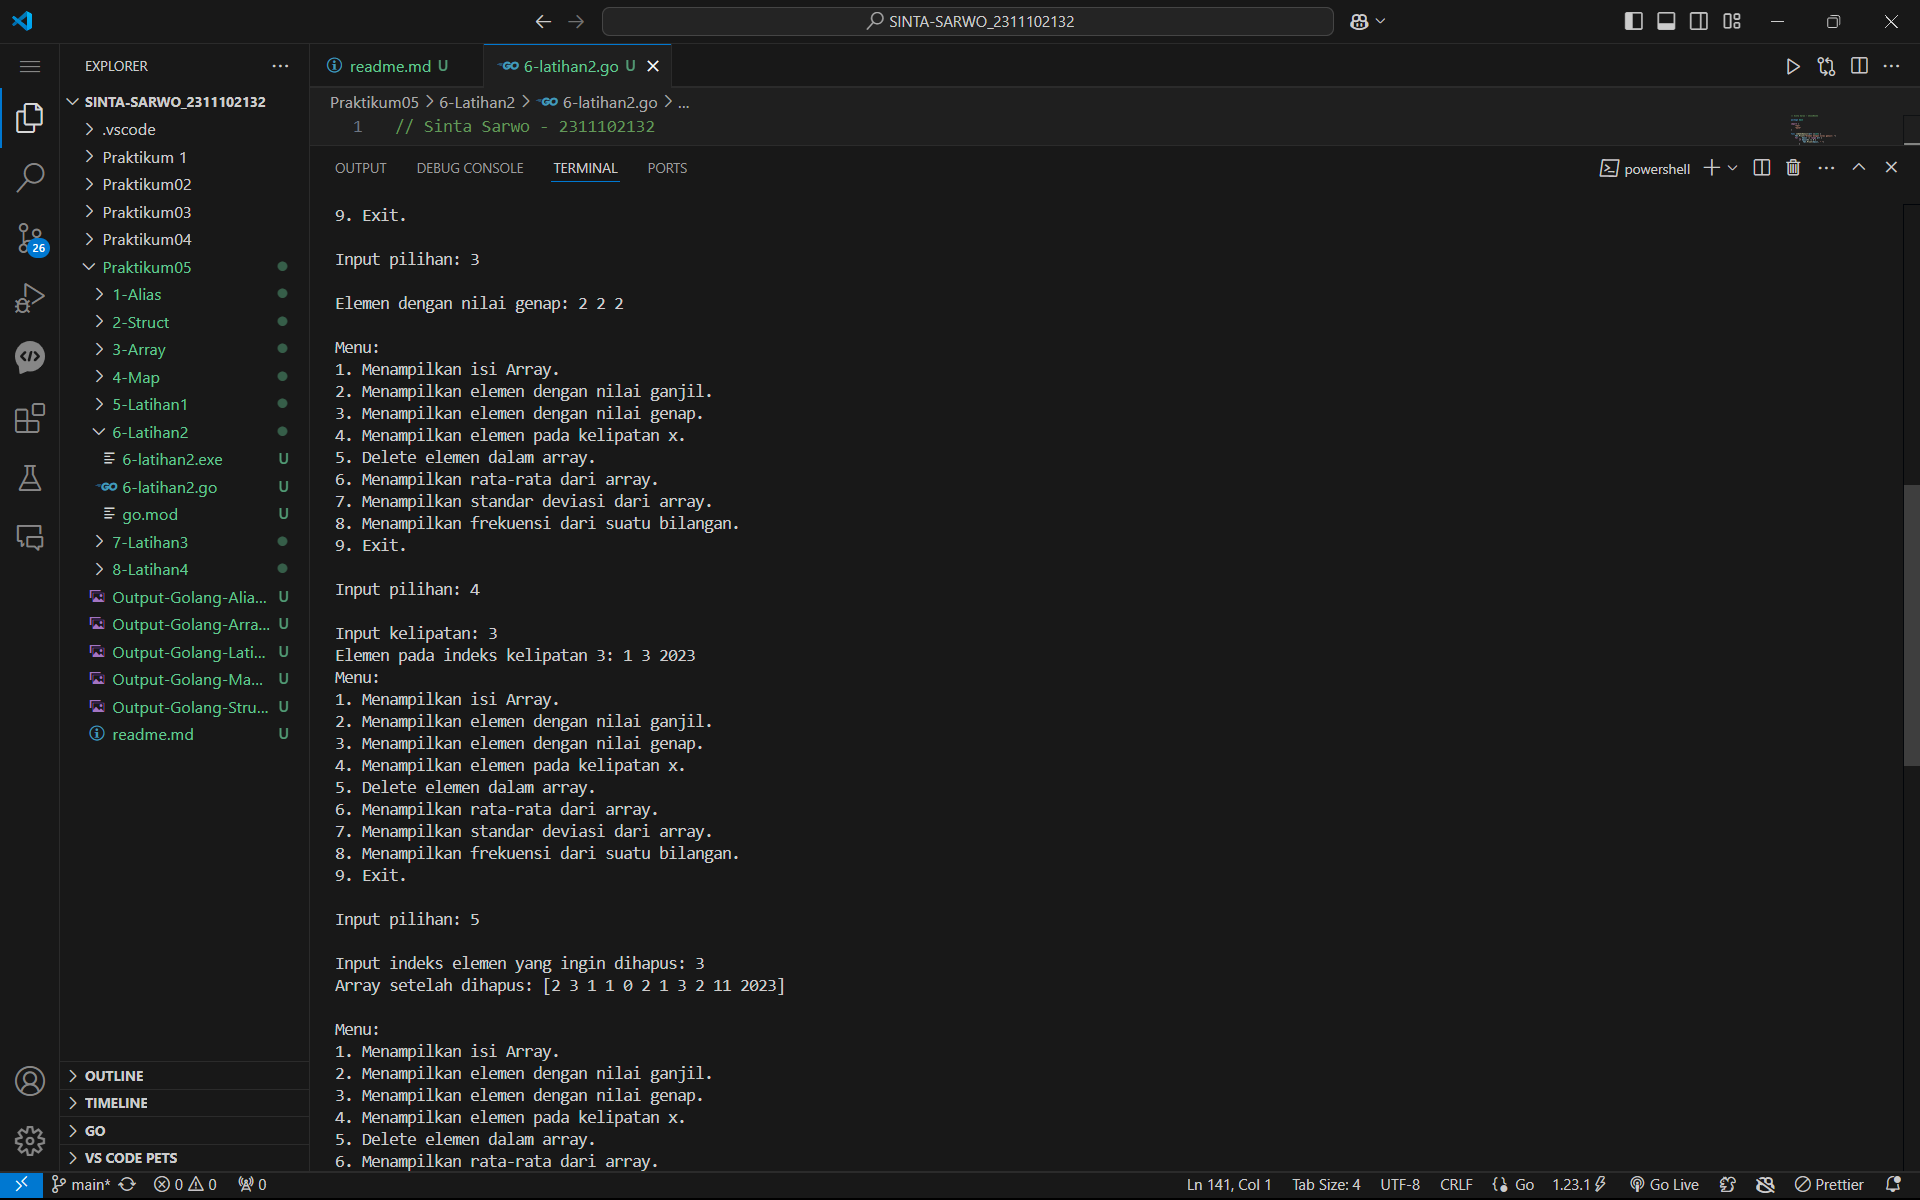 SINTA-SARWO_2311102132
EXPLORER
SINTA-SARWO_2311102132
.vscode
Praktikum 1
Praktikum02
Praktikum03
Praktikum04
Praktikum05
1-Alias
2-Struct
3-Array
4-Map
5-Latihan1
6-Latihan2
6-latihan2.exe U
GO 6-latihan2.go U
go.mod U
7-Latihan3
8-Latihan4
Output-Golang-Alia... U
Output-Golang-Arra... U
Output-Golang-Lati... U
Output-Golang-Ma... U
Output-Golang-Stru... U
readme.md U
OUTLINE
TIMELINE
GO
VS CODE PETS
26
readme.md U
GO 6-latihan2.go U
Praktikum05 > 6-Latihan2 > GO 6-latihan2.go > ...
1 // Sinta Sarwo - 2311102132
OUTPUT DEBUG CONSOLE TERMINAL PORTS
powershell
9. Exit.
Input pilihan: 3
Elemen dengan nilai genap: 2 2 2
Menu:
1. Menampilkan isi Array.
2. Menampilkan elemen dengan nilai ganjil.
3. Menampilkan elemen dengan nilai genap.
4. Menampilkan elemen pada kelipatan x.
5. Delete elemen dalam array.
6. Menampilkan rata-rata dari array.
7. Menampilkan standar deviasi dari array.
8. Menampilkan frekuensi dari suatu bilangan.
9. Exit.
Input pilihan: 4
Input kelipatan: 3
Elemen pada indeks kelipatan 3: 1 3 2023
Menu:
1. Menampilkan isi Array.
2. Menampilkan elemen dengan nilai ganjil.
3. Menampilkan elemen dengan nilai genap.
4. Menampilkan elemen pada kelipatan x.
5. Delete elemen dalam array.
6. Menampilkan rata-rata dari array.
7. Menampilkan standar deviasi dari array.
8. Menampilkan frekuensi dari suatu bilangan.
9. Exit.
Input pilihan: 5
Input indeks elemen yang ingin dihapus: 3
Array setelah dihapus: [2 3 1 1 0 2 1 3 2 11 2023]
Menu:
1. Menampilkan isi Array.
2. Menampilkan elemen dengan nilai ganjil.
3. Menampilkan elemen dengan nilai genap.
4. Menampilkan elemen pada kelipatan x.
5. Delete elemen dalam array.
6. Menampilkan rata-rata dari array.
main* 0 0 0 Ln 141, Col 1 Tab Size: 4 UTF-8 CRLF Go 1.23.1 Go Live Prettier